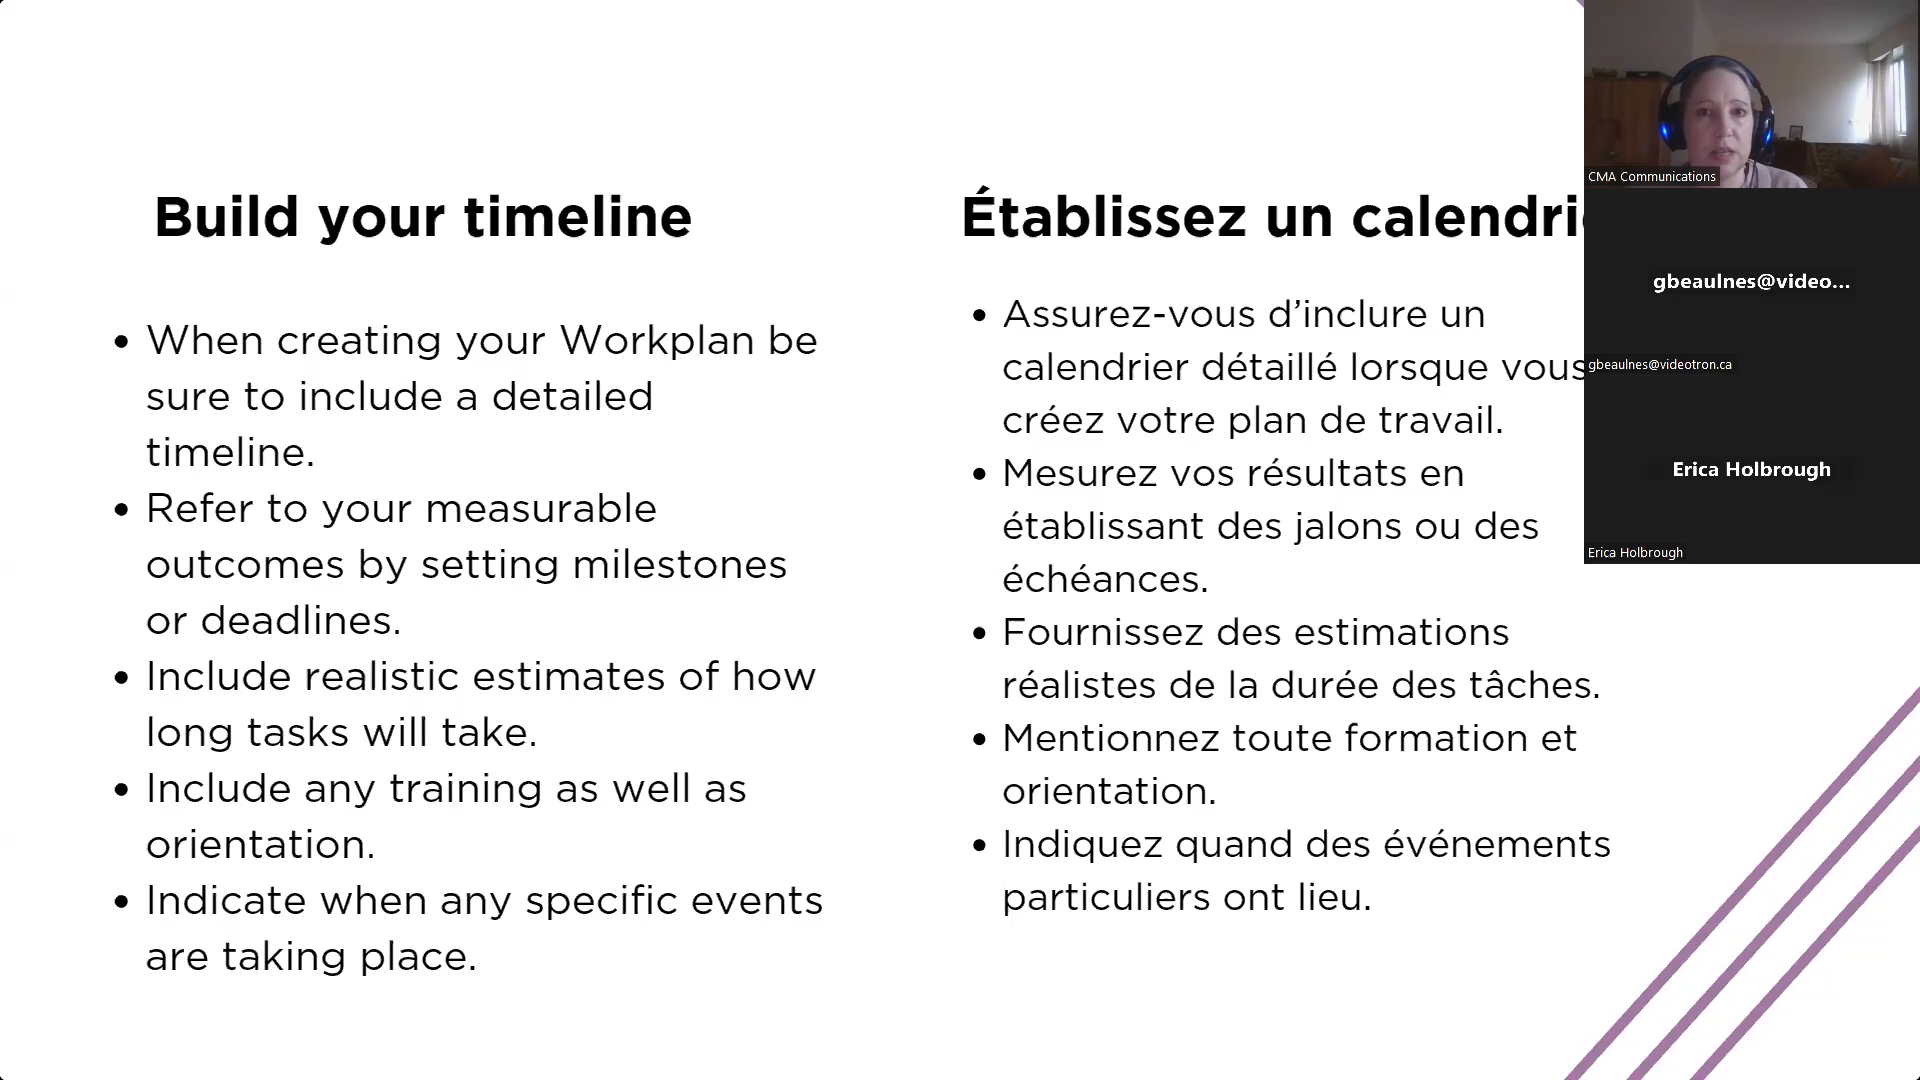 Build your timeline
• When creating your Workplan be
sure to include a detailed
timeline.
• Refer to your measurable
outcomes by setting milestones
or deadlines.
• Include realistic estimates of how
long tasks will take.
• Include any training as well as
orientation.
• Indicate when any specific events
are taking place.
Établissez un calendri
• Assurez-vous d’inclure un
calendrier détaillé lorsque vous
créez votre plan de travail.
• Mesurez vos résultats en
établissant des jalons ou des
échéances.
• Fournissez des estimations
réalistes de la durée des tâches.
• Mentionnez toute formation et
orientation.
• Indiquez quand des événements
particuliers ont lieu.
CMA Communications
gbeaulnes@video...
gbeaulnes@videotron.ca
Erica Holbrough
Erica Holbrough